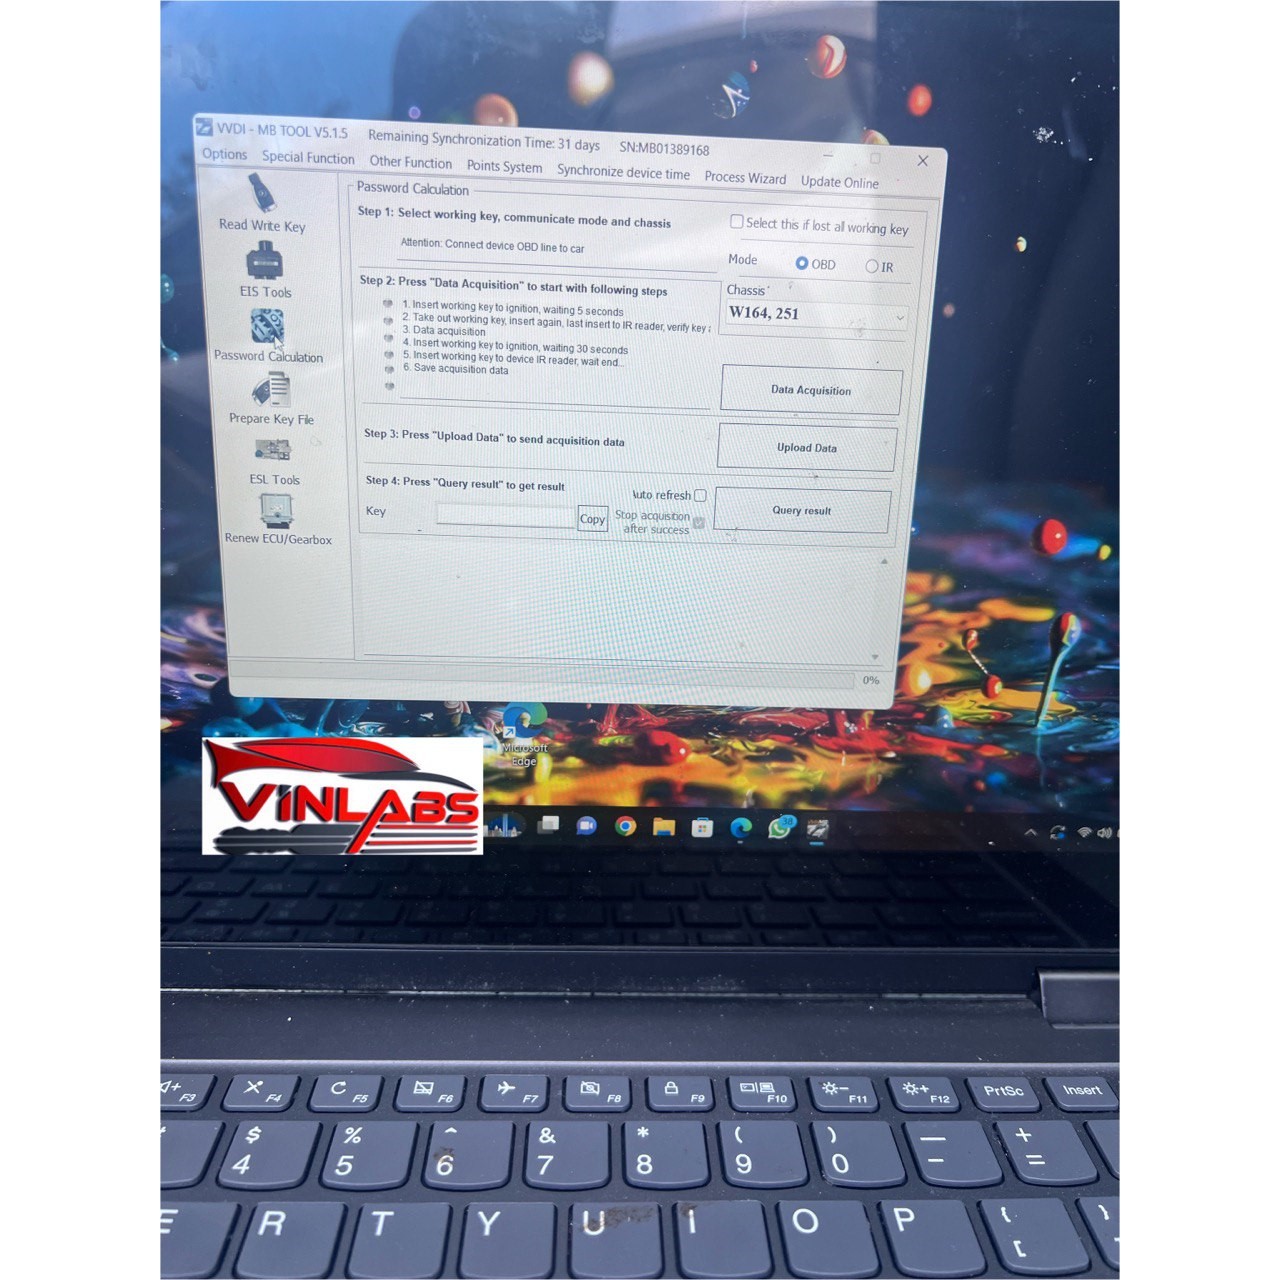 VVDI - MB TOOL V5.1.5 Remaining Synchronization Time: 31 days SN:MB01389168
Options Special Function Other Function Points System Synchronize device time Process Wizard Update Online
Read Write Key
EIS Tools
Password Calculation
Prepare Key File
ESL Tools
Renew ECU/Gearbox
Password Calculation
Step 1: Select working key, communicate mode and chassis
Select this if lost all working key
Attention: Connect device OBD line to car
Mode OBD IR
Chassis
W164, 251
Step 2: Press "Data Acquisition" to start with following steps
1. Insert working key to ignition, waiting 5 seconds
2. Take out working key, insert again, last insert to IR reader, verify key
3. Data acquisition
4. Insert working key to ignition, waiting 30 seconds
5. Insert working key to device IR reader, wait end...
6. Save acquisition data
Data Acquisition
Step 3: Press "Upload Data" to send acquisition data
Upload Data
Step 4: Press "Query result" to get result
Auto refresh
Key
Copy
Stop acquisition
after success
Query result
0%
Microsoft
Edge
VINLABS
38
F3 F4 F5 F6 F7 F8 F9 F10 F11 F12 PrtSc Insert
$ % ^ & * ( ) — +
4 5 6 7 8 9 0 - =
E R T Y U I O P { }
[